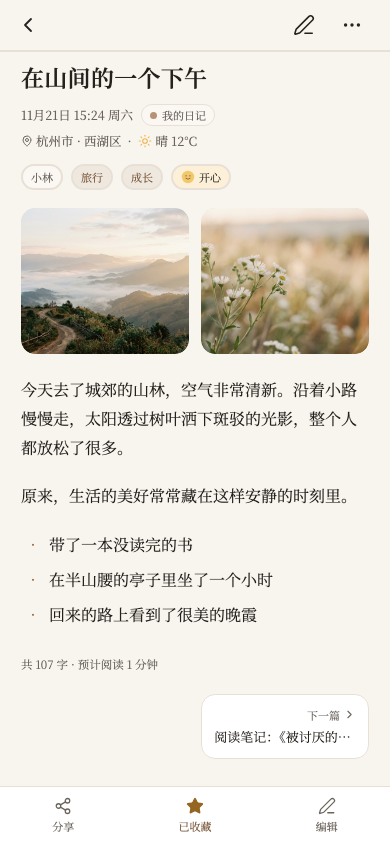 在山间的一个下午
11月21日 15:24 周六 我的日记
杭州市 · 西湖区 · 晴 12°C
小林 旅行 成长 开心
今天去了城郊的山林，空气非常清新。沿着小路
慢慢走，太阳透过树叶洒下斑驳的光影，整个人
都放松了很多。
原来，生活的美好常常藏在这样安静的时刻里。
· 带了一本没读完的书
· 在半山腰的亭子里坐了一个小时
· 回来的路上看到了很美的晚霞
共 107 字 · 预计阅读 1 分钟
下一篇
阅读笔记：《被讨厌的…
分享 已收藏 编辑